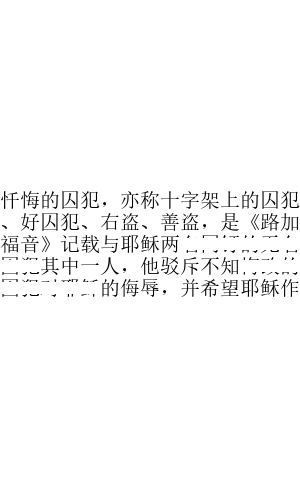 忏悔的囚犯，亦称十字架上的囚犯
、好囚犯、右盗、善盗，是《路加
福音》记载与耶稣两
其中一人，他驳斥不知
的侮辱，并希望耶稣作